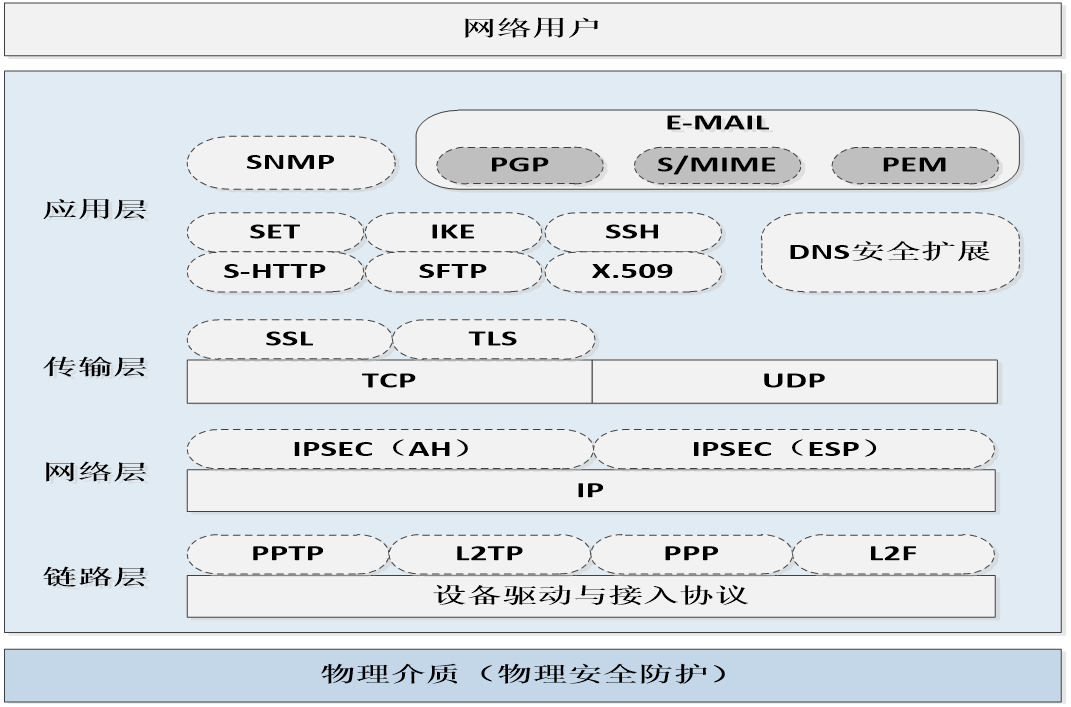 网络用户
E-MAIL
SNMP
PGP
S/MIME
PEM
应用层
SET
IKE
SSH
DNS安全扩展
S-HTTP
SFTP
X.509
SSL
TLS
传输层
TCP
UDP
IPSEC（AH）
IPSEC（ESP）
网络层
IP
PPTP
L2TP
PPP
L2F
链路层
设备驱动与接入协议
物理介质（物理安全防护）